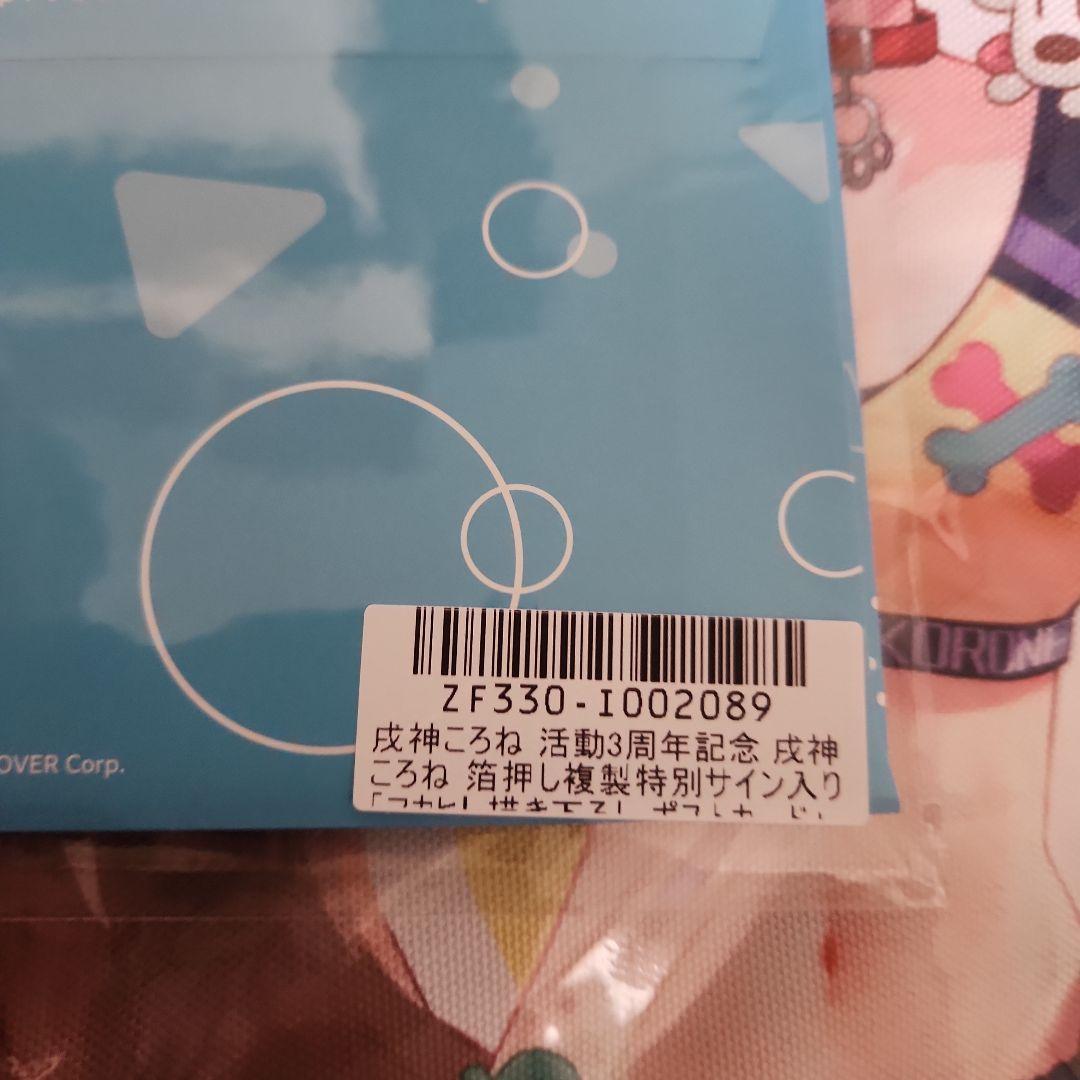 KORONE
ZF330-I002089
戌神ころね 活動3周年記念 戌神
ころね 箔押し複製特別サイン入り
OVER Corp.